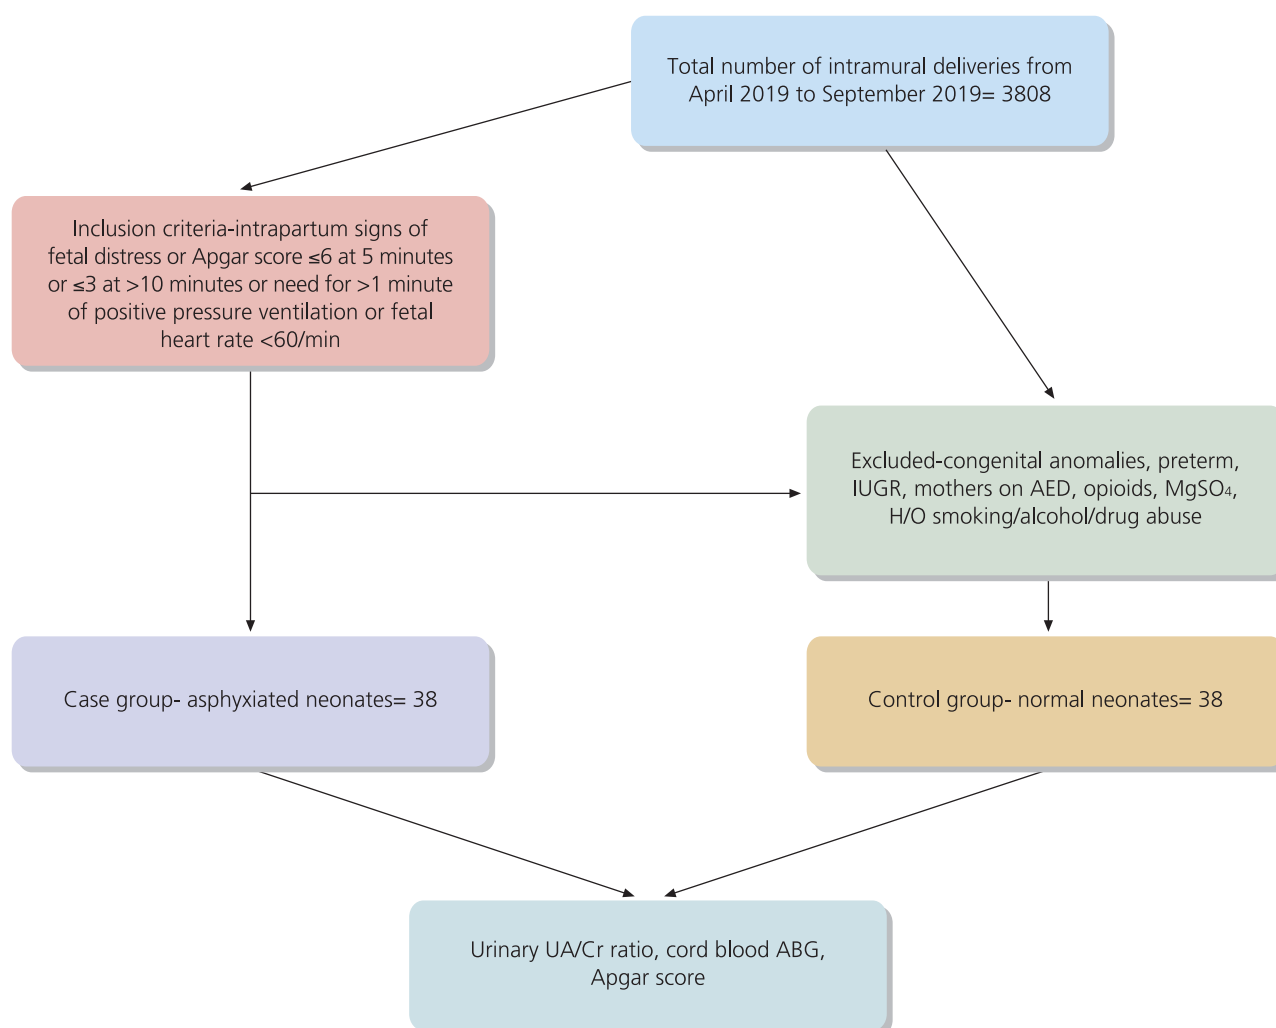 Total number of intramural deliveries from
April 2019 to September 2019= 3808
Inclusion criteria-intrapartum signs of
fetal distress or Apgar score ≤6 at 5 minutes
or ≤3 at >10 minutes or need for >1 minute
of positive pressure ventilation or fetal
heart rate <60/min
Excluded-congenital anomalies, preterm,
IUGR, mothers on AED, opioids, MgSO₄,
H/O smoking/alcohol/drug abuse
Case group- asphyxiated neonates= 38
Control group- normal neonates= 38
Urinary UA/Cr ratio, cord blood ABG,
Apgar score